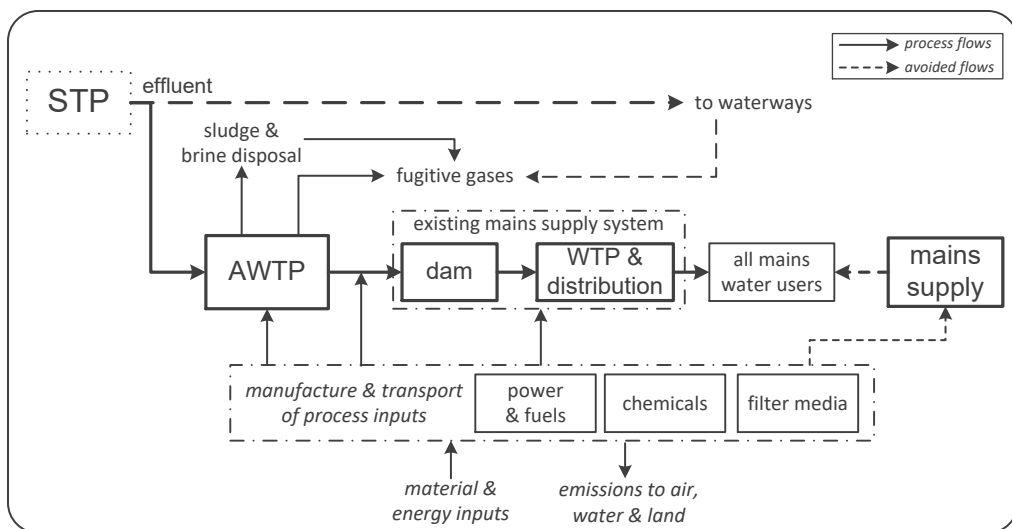 process flows
avoided flows
STP
effluent
to waterways
sludge &
brine disposal
fugitive gases
existing mains supply system
AWTP
dam
WTP &
distribution
all mains
water users
mains
supply
manufacture & transport
of process inputs
power
& fuels
chemicals
filter media
material &
energy inputs
emissions to air,
water & land